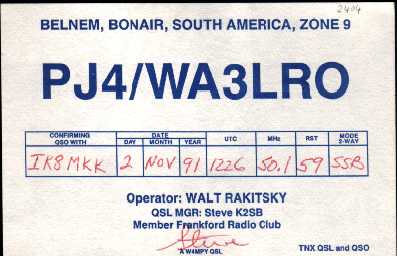 2404
BELNEM, BONAIR, SOUTH AMERICA, ZONE 9
PJ4/WA3LRO
CONFIRMING QSO WITH DATE DAY MONTH YEAR UTC MHz RST MODE 2-WAY
IK8MKK 2 NOV 91 1226 50.1 59 SSB
Operator: WALT RAKITSKY
QSL MGR: Steve K2SB
Member Frankford Radio Club
Steve
A W4MPY QSL
TNX QSL and QSO